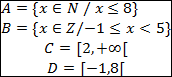 A = {x ∈ N / x ≤ 8}
B = {x ∈ Z/−1 ≤ x < 5}
C = [2, +∞[
D = [−1,8[